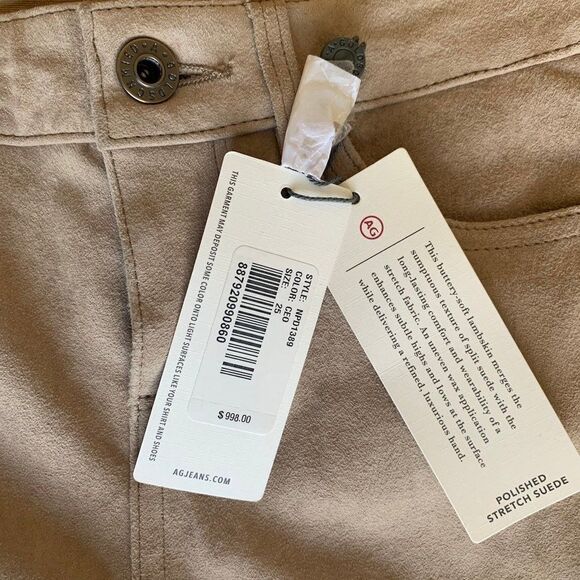 A·GOLDSCHMIED
THIS GARMENT MAY DEPOSIT SOME COLOR ONTO LIGHT SURFACES LIKE YOUR SHIRT AND SHOES
STYLE: NPD1389
COLOR: CEO
SIZE: 25
887920990860
$ 998.00
AGJEANS.COM
AG
This buttery-soft lambskin merges the
sumptuous texture of split suede with the
long-lasting comfort and wearability of a
stretch fabric. An uneven wax application
enhances subtle highs and lows at the surface
while delivering a refined, luxurious hand.
POLISHED
STRETCH SUEDE